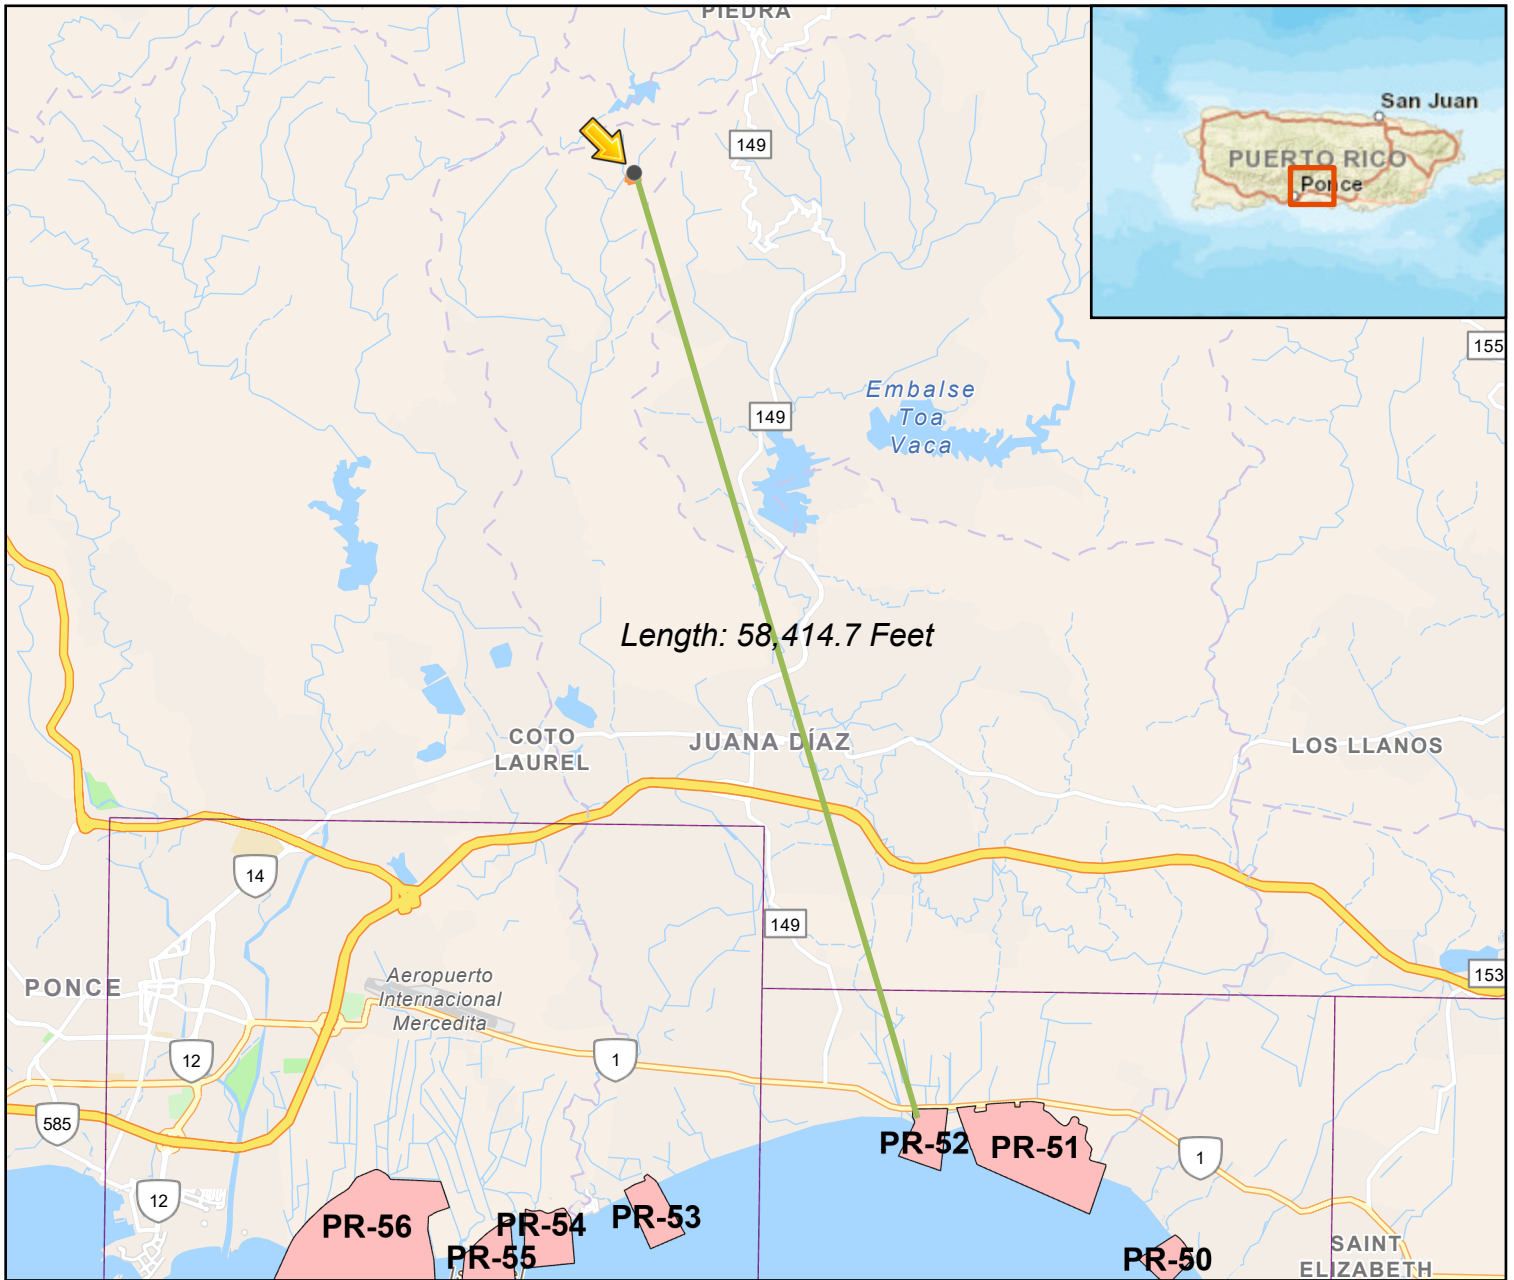 PIEDRA
San Juan
PUERTO RICO
Ponce
149
155
Embalse
Toa
Vaca
149
Length: 58,414.7 Feet
COTO
LAUREL
JUANA DÍAZ
LOS LLANOS
14
149
PONCE
Aeropuerto
Internacional
Mercedita
153
12
1
585
PR-52
PR-51
1
12
PR-56
PR-54
PR-53
PR-55
PR-50
SAINT
ELIZABETH